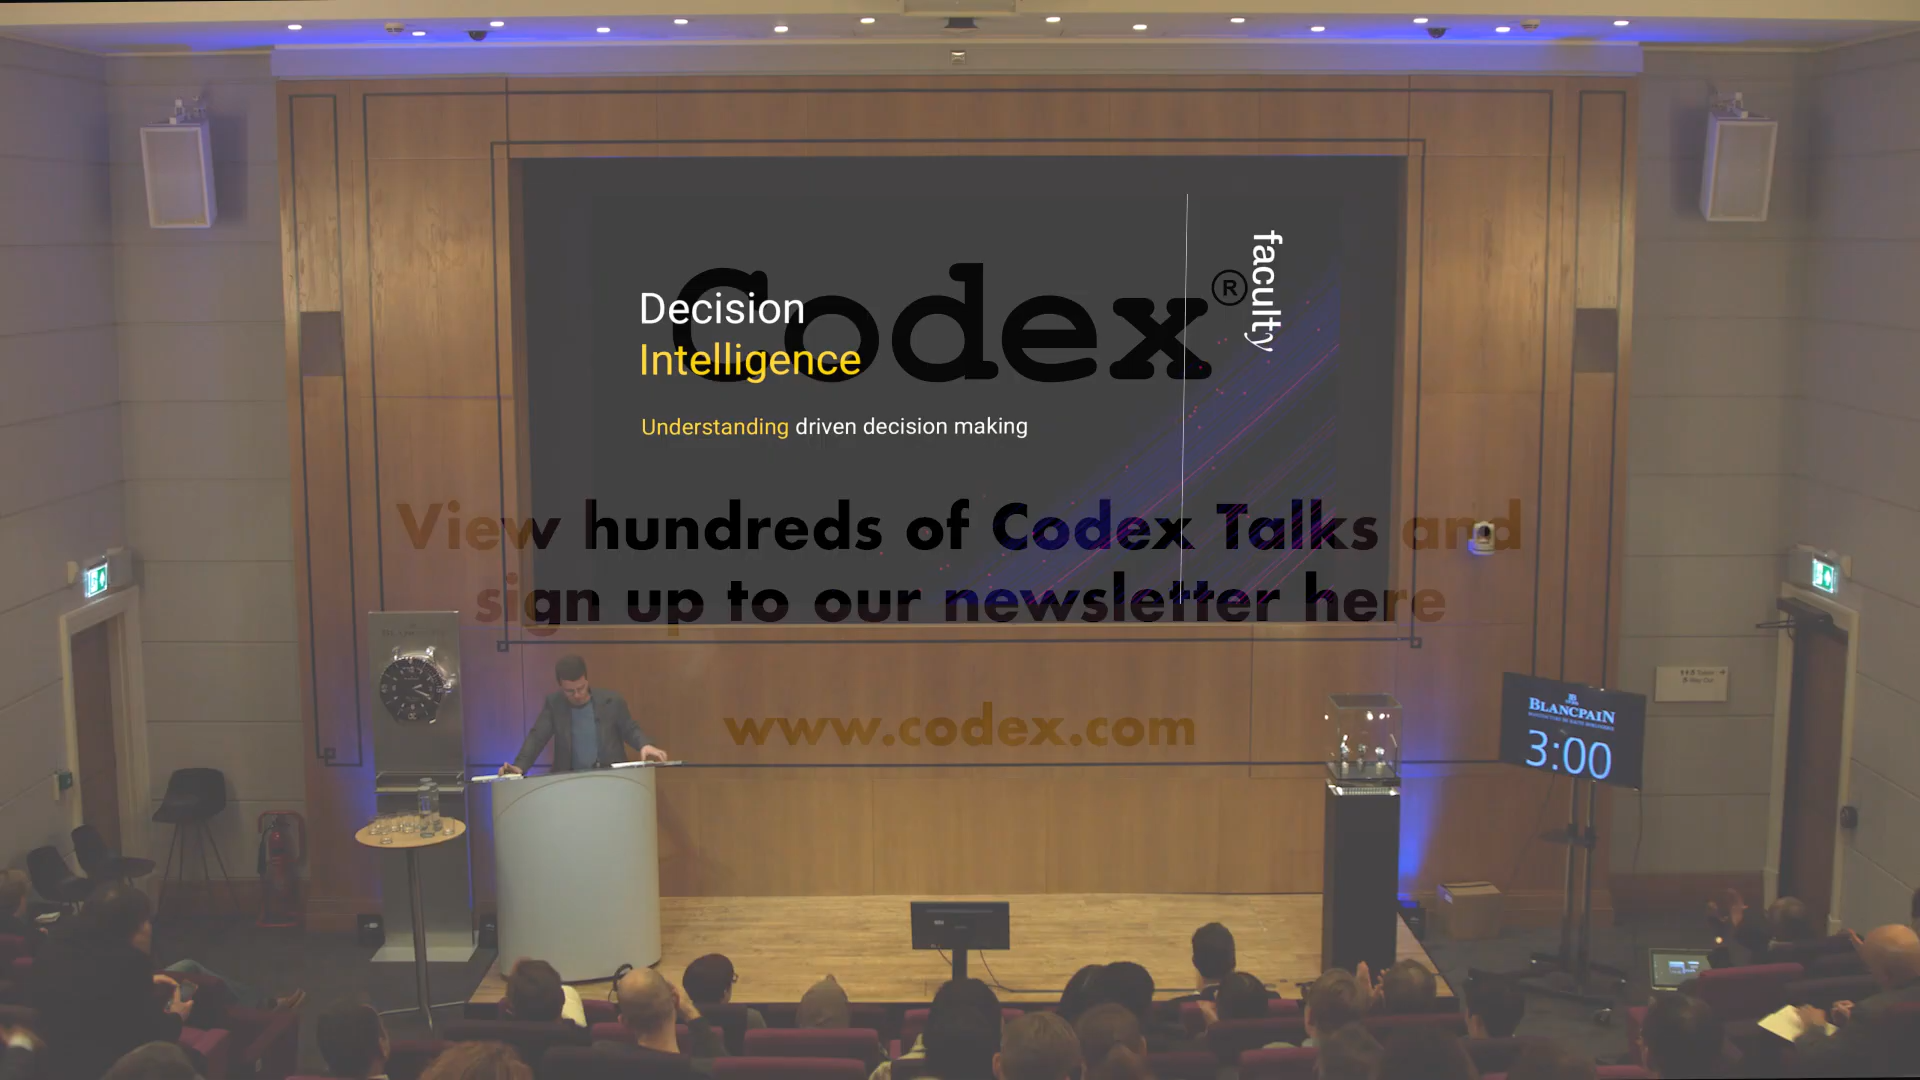 Codex®
Decision
Intelligence
Understanding driven decision making
faculty
View hundreds of Codex Talks and
sign up to our newsletter here
www.codex.com
BLANCPAIN
3:00